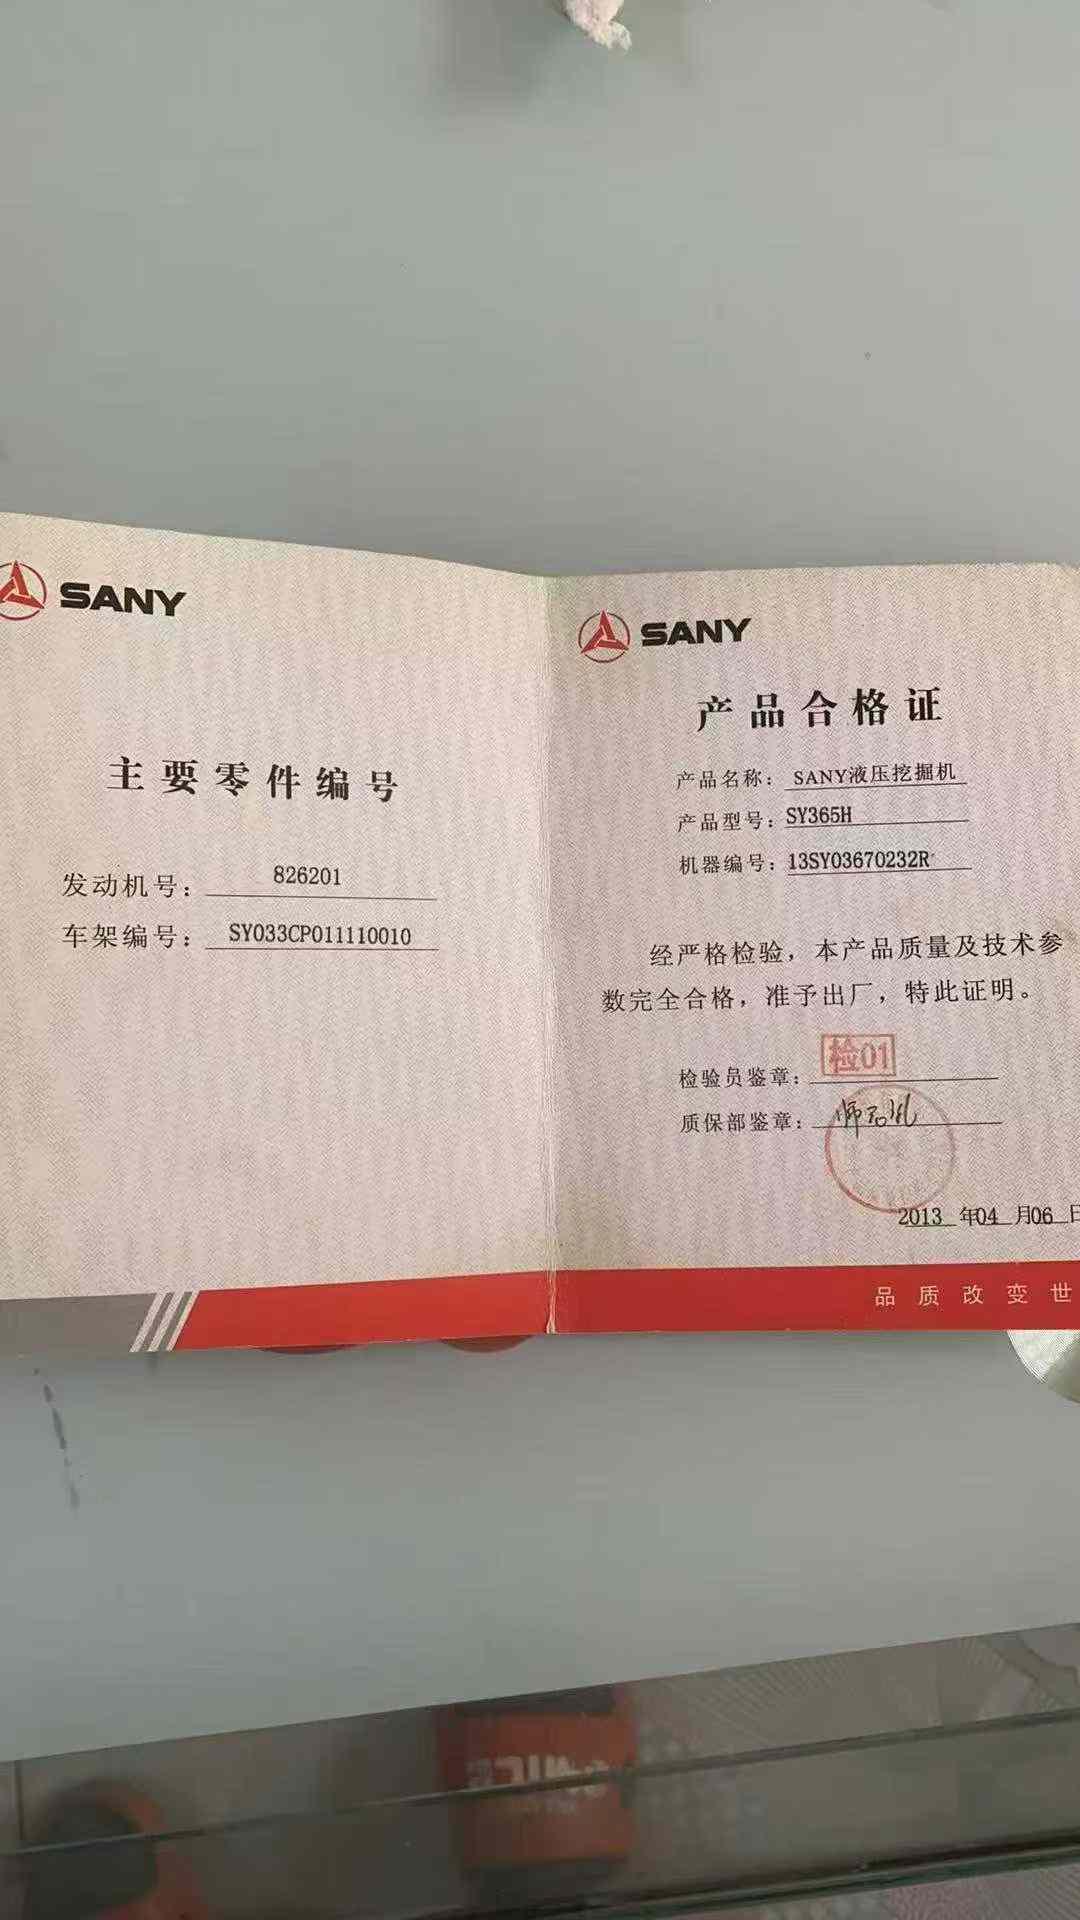 SANY
主要零件编号
发动机号： 826201
车架编号： SY033CP011110010
SANY
产品合格证
产品名称： SANY液压挖掘机
产品型号： SY365H
机器编号： 13SY03670232R
经严格检验，本产品质量及技术参
数完全合格，准予出厂，特此证明。
检验员鉴章： 检01
质保部鉴章：
2013 年04 月06 日
品质改变世